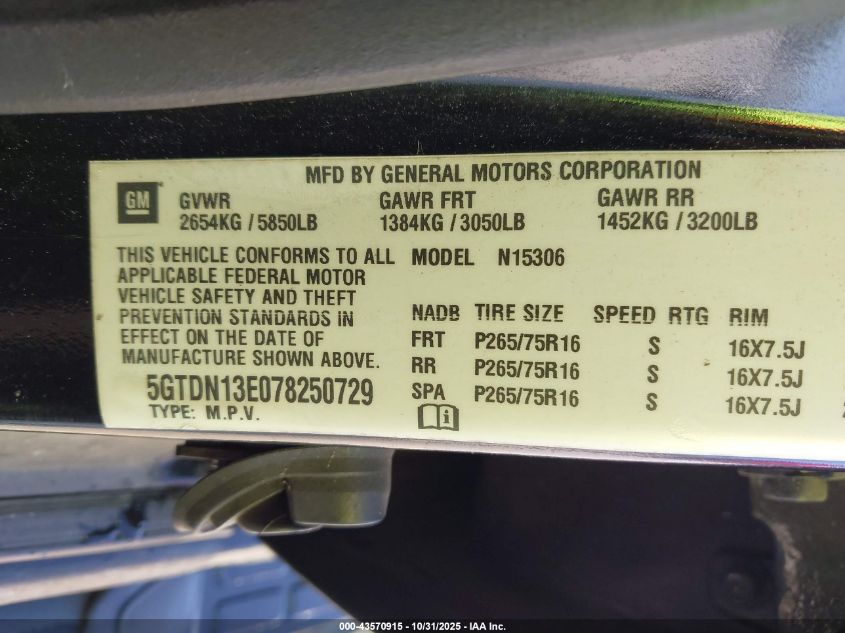 MFD BY GENERAL MOTORS CORPORATION
GM GVWR GAWR FRT GAWR RR
2654KG / 5850LB 1384KG / 3050LB 1452KG / 3200LB
THIS VEHICLE CONFORMS TO ALL
APPLICABLE FEDERAL MOTOR
VEHICLE SAFETY AND THEFT
PREVENTION STANDARDS IN
EFFECT ON THE DATE OF
MANUFACTURE SHOWN ABOVE.
5GTDN13E078250729
TYPE: M.P.V.
MODEL N15306
NADB TIRE SIZE SPEED RTG RIM
FRT P265/75R16 S 16X7.5J
RR P265/75R16 S 16X7.5J
SPA P265/75R16 S 16X7.5J
000-43570915 - 10/31/2025 - IAA Inc.